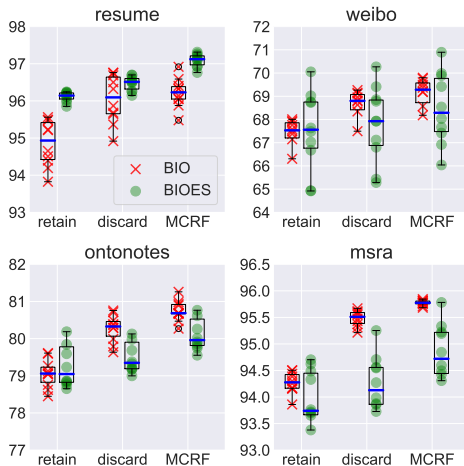 resume
98
97
96
95
94
93
BIO
BIOES
retain discard MCRF
weibo
72
71
70
69
68
67
66
65
64
retain discard MCRF
ontonotes
82
81
80
79
78
77
retain discard MCRF
msra
96.5
96.0
95.5
95.0
94.5
94.0
93.5
93.0
retain discard MCRF